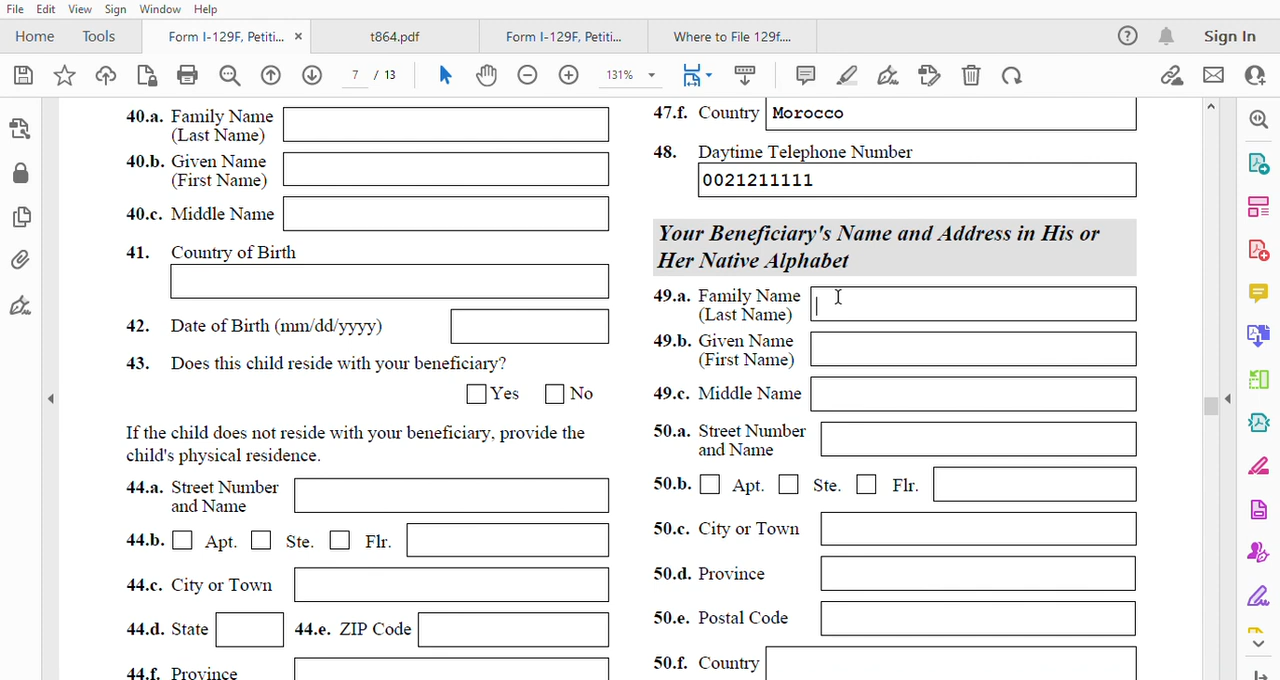 File Edit View Sign Window Help
Home Tools Form I-129F, Petiti... × t864.pdf Form I-129F, Petiti... Where to File 129f.... Sign In
7 / 13 131%
40.a. Family Name
(Last Name)
40.b. Given Name
(First Name)
40.c. Middle Name
41. Country of Birth
42. Date of Birth (mm/dd/yyyy)
43. Does this child reside with your beneficiary?
Yes No
If the child does not reside with your beneficiary, provide the
child's physical residence.
44.a. Street Number
and Name
44.b. Apt. Ste. Flr.
44.c. City or Town
44.d. State 44.e. ZIP Code
44.f. Province
47.f. Country Morocco
48. Daytime Telephone Number
0021211111
Your Beneficiary's Name and Address in His or
Her Native Alphabet
49.a. Family Name
(Last Name)
49.b. Given Name
(First Name)
49.c. Middle Name
50.a. Street Number
and Name
50.b. Apt. Ste. Flr.
50.c. City or Town
50.d. Province
50.e. Postal Code
50.f. Country